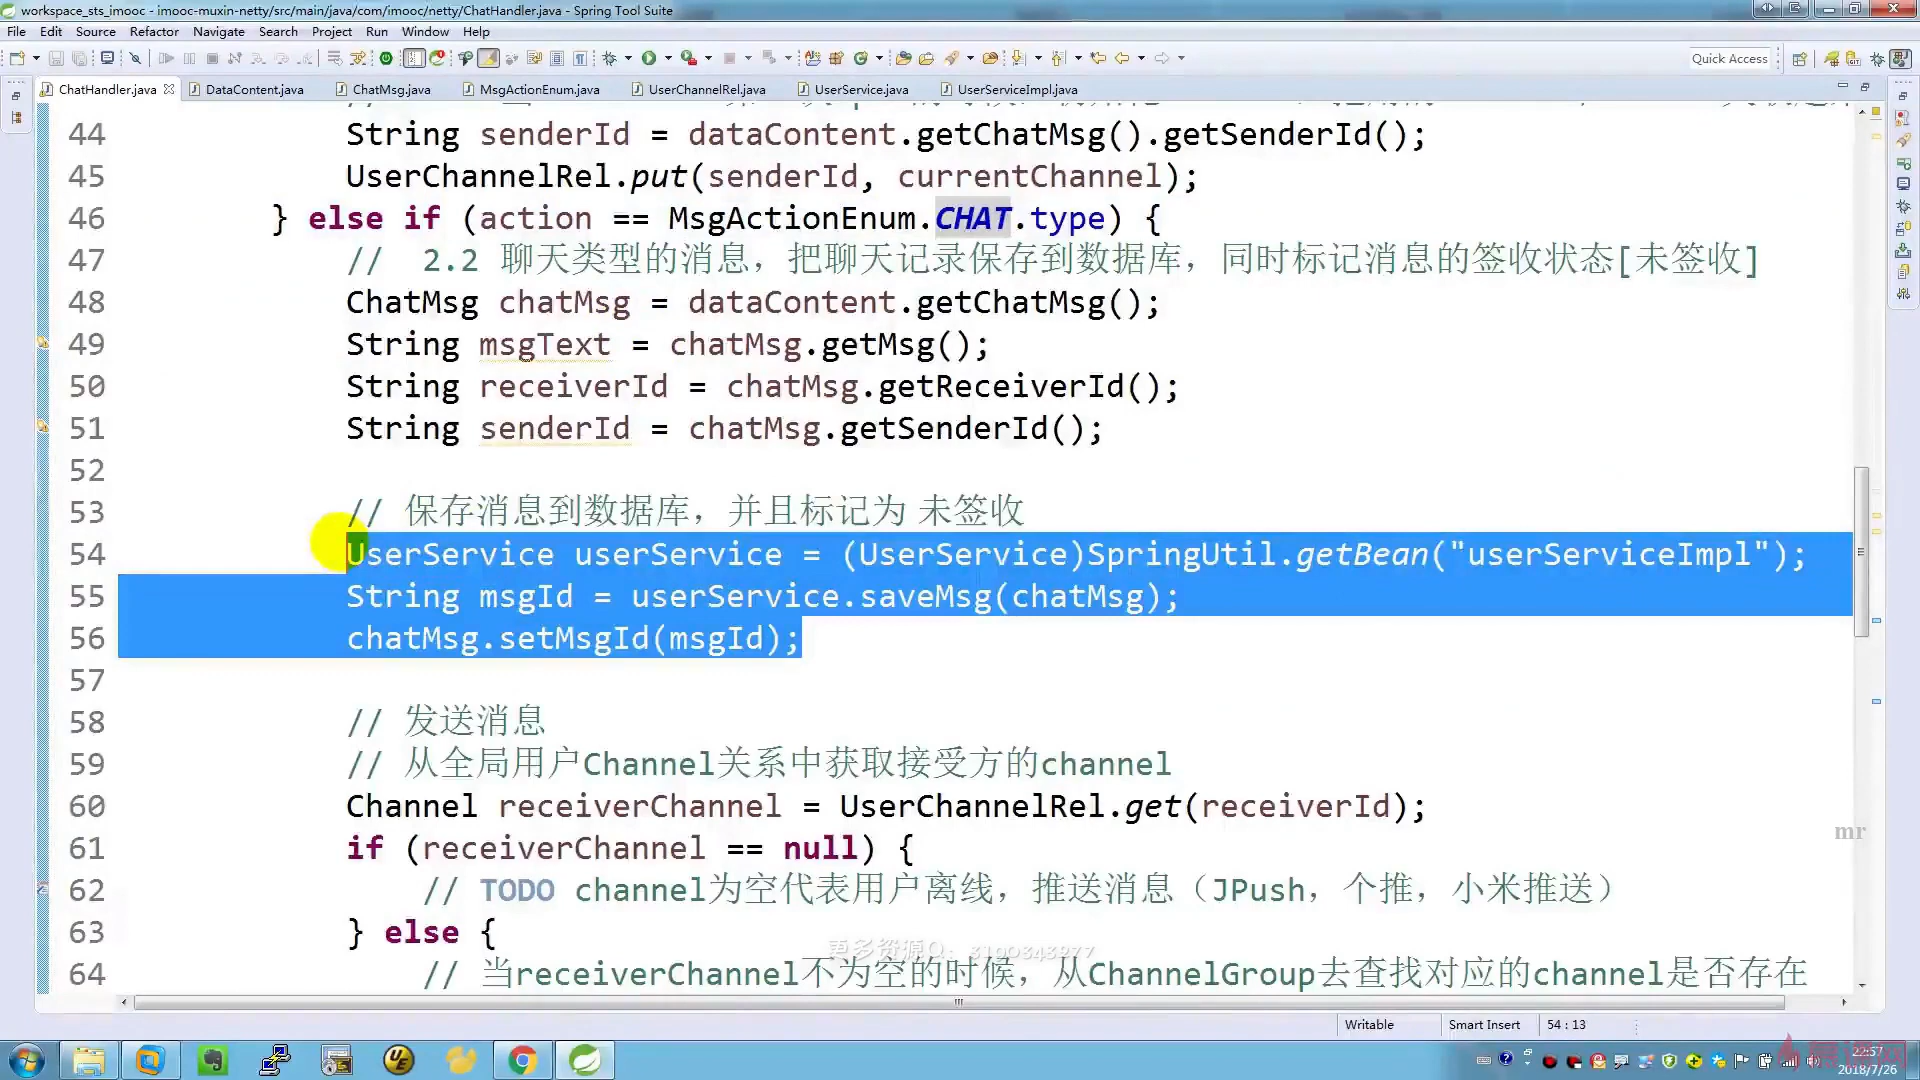 workspace_sts_imooc - imooc-muxin-netty/src/main/java/com/imooc/netty/ChatHandler.java - Spring Tool Suite
File Edit Source Refactor Navigate Search Project Run Window Help
Quick Access
ChatHandler.java DataContent.java ChatMsg.java MsgActionEnum.java UserChannelRel.java UserService.java UserServiceImpl.java
44 String senderId = dataContent.getChatMsg().getSenderId();
45 UserChannelRel.put(senderId, currentChannel);
46 } else if (action == MsgActionEnum.CHAT.type) {
47 // 2.2 聊天类型的消息，把聊天记录保存到数据库，同时标记消息的签收状态[未签收]
48 ChatMsg chatMsg = dataContent.getChatMsg();
49 String msgText = chatMsg.getMsg();
50 String receiverId = chatMsg.getReceiverId();
51 String senderId = chatMsg.getSenderId();
52
53 // 保存消息到数据库，并且标记为 未签收
54 UserService userService = (UserService)SpringUtil.getBean("userServiceImpl");
55 String msgId = userService.saveMsg(chatMsg);
56 chatMsg.setMsgId(msgId);
57
58 // 发送消息
59 // 从全局用户Channel关系中获取接受方的channel
60 Channel receiverChannel = UserChannelRel.get(receiverId);
61 if (receiverChannel == null) {
mr
62 // TODO channel为空代表用户离线，推送消息（JPush，个推，小米推送）
63 } else {
更多资源Q：3190343277
64 // 当receiverChannel不为空的时候，从ChannelGroup去查找对应的channel是否存在
Writable Smart Insert 54 : 13
22:57
2018/7/26
慕课网